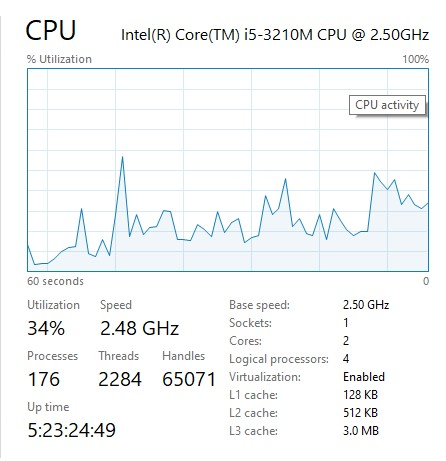 CPU Intel(R) Core(TM) i5-3210M CPU @ 2.50GHz
% Utilization 100%
CPU activity
60 seconds 0
Utilization Speed
34% 2.48 GHz
Processes Threads Handles
176 2284 65071
Up time
5:23:24:49
Base speed: 2.50 GHz
Sockets: 1
Cores: 2
Logical processors: 4
Virtualization: Enabled
L1 cache: 128 KB
L2 cache: 512 KB
L3 cache: 3.0 MB